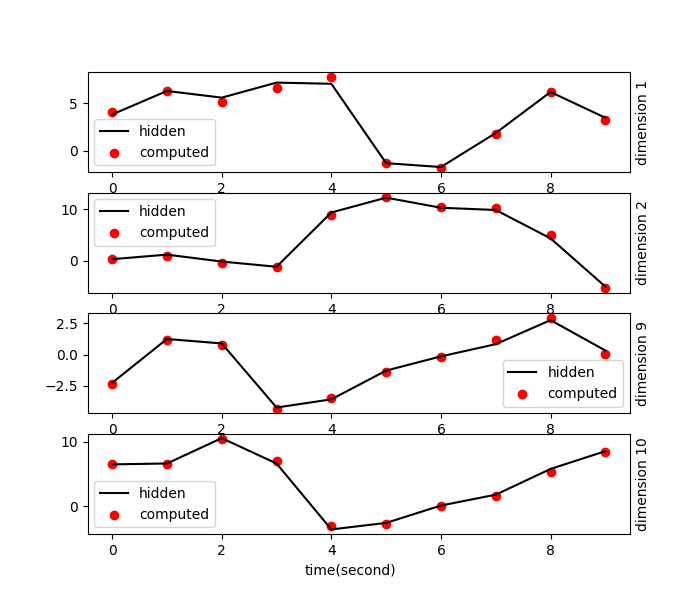 5
0
hidden
computed
0 2 4 6 8
dimension 1
10
0
hidden
computed
0 2 4 6 8
dimension 2
2.5
0.0
−2.5
hidden
computed
0 2 4 6 8
dimension 9
10
0
hidden
computed
0 2 4 6 8
dimension 10
time(second)